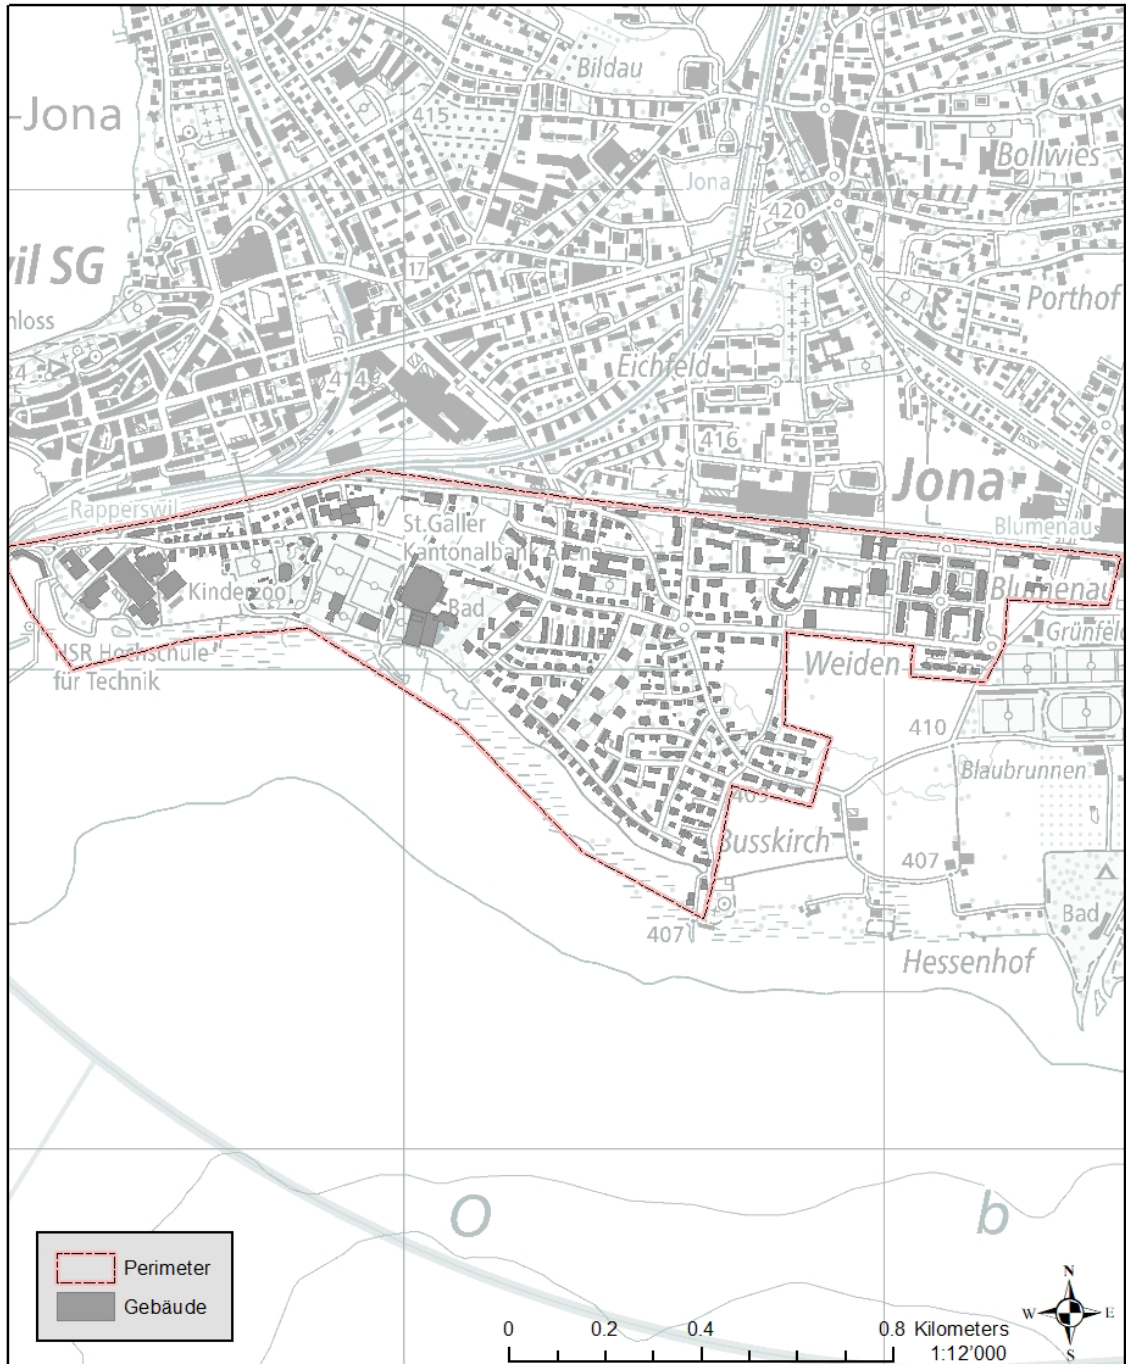 Bildau
-Jona
415
Bollwies
Jona
420
il SG
17
Porthof
414
Eichfeld
416
Jona
Rapperswil
St.Galler
Kantonalbank Aren
Blumenau
Kinderzoo
Bad
Blumenau
Grünfeld
HSR Hochschule
für Technik
Weiden
410
Blaubrunnen
409
Busskirch
407
407
Bad
Hessenhof
O
b
Perimeter
Gebäude
N
W
E
S
0
0.2
0.4
0.8 Kilometers
1:12'000